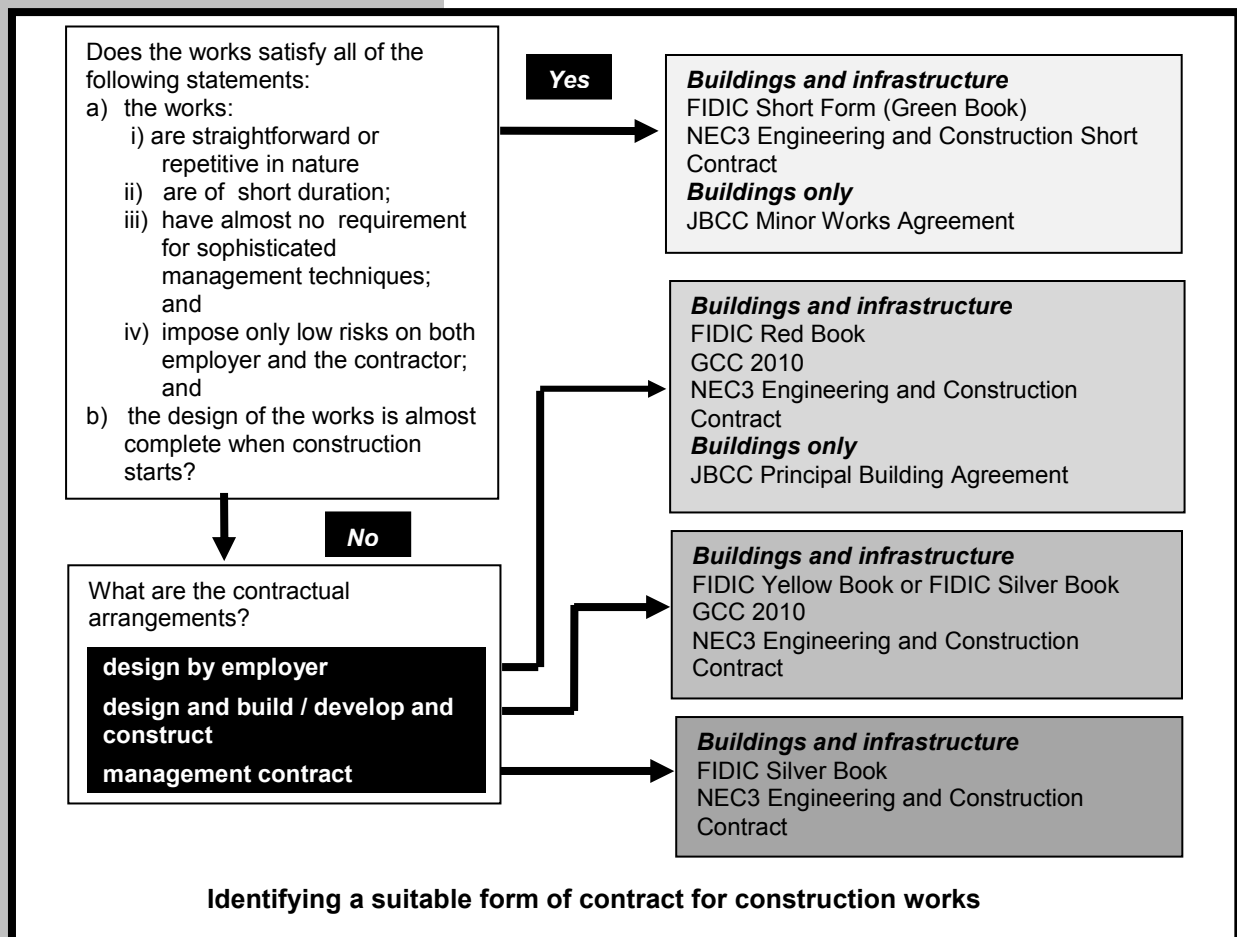 Does the works satisfy all of the
following statements:
a) the works:
i) are straightforward or
repetitive in nature
ii) are of short duration;
iii) have almost no requirement
for sophisticated
management techniques;
and
iv) impose only low risks on both
employer and the contractor;
and
b) the design of the works is almost
complete when construction
starts?
Yes
Buildings and infrastructure
FIDIC Short Form (Green Book)
NEC3 Engineering and Construction Short
Contract
Buildings only
JBCC Minor Works Agreement
Buildings and infrastructure
FIDIC Red Book
GCC 2010
NEC3 Engineering and Construction
Contract
Buildings only
JBCC Principal Building Agreement
No
What are the contractual
arrangements?
design by employer
design and build / develop and
construct
management contract
Buildings and infrastructure
FIDIC Yellow Book or FIDIC Silver Book
GCC 2010
NEC3 Engineering and Construction
Contract
Buildings and infrastructure
FIDIC Silver Book
NEC3 Engineering and Construction
Contract
Identifying a suitable form of contract for construction works